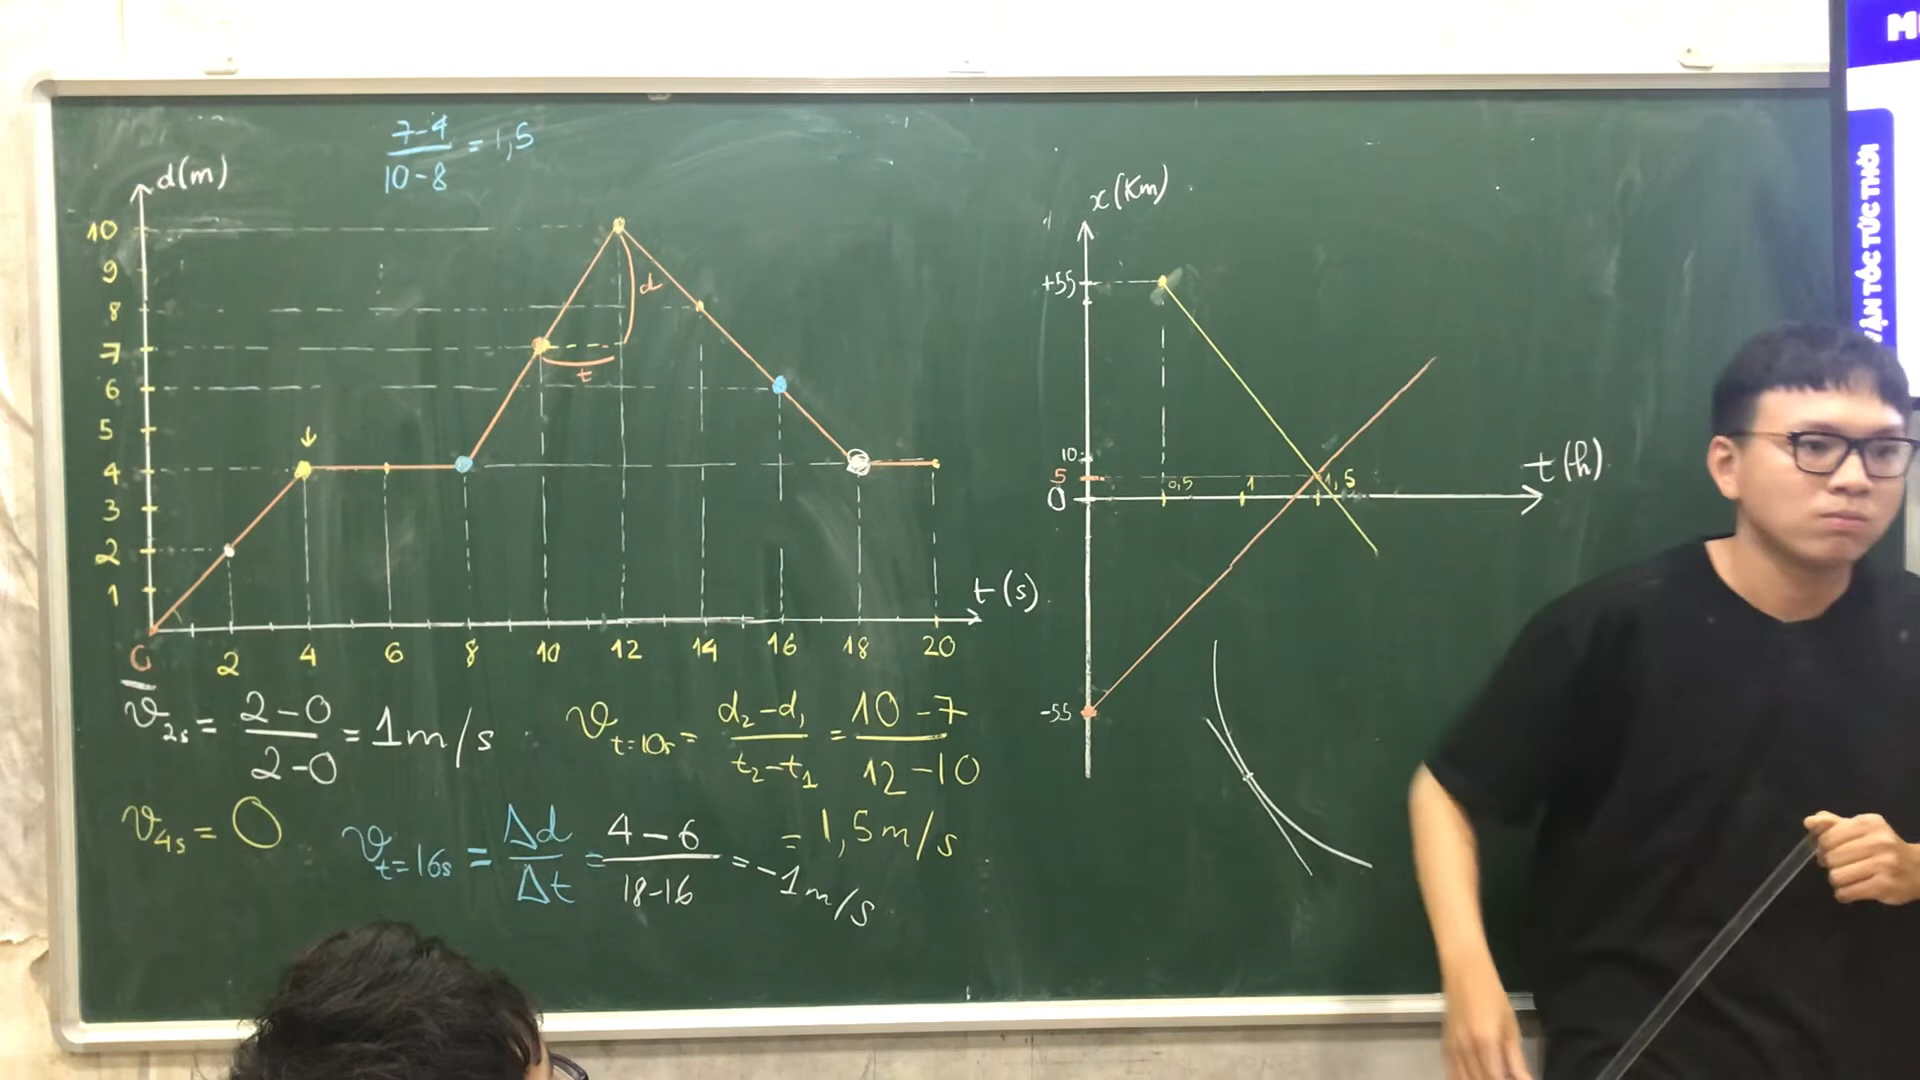 7-4
10-8
= 1,5
d(m)
10
9
8
7
6
5
4
3
2
1
0
2
4
6
8
10
12
14
16
18
20
t(s)
d
t
v₂ₛ = 2-0 / 2-0 = 1m/s
v t=10s = d₂-d₁ / t₂-t₁ = 10-7 / 12-10
= 1,5m/s
v₄ₛ = 0
v t=16s = Δd / Δt = 4-6 / 18-16 = -1m/s
x(Km)
+55
10
5
0
0,5
1
1,5
t(h)
-55
VẬN TỐC TỨC THỜI